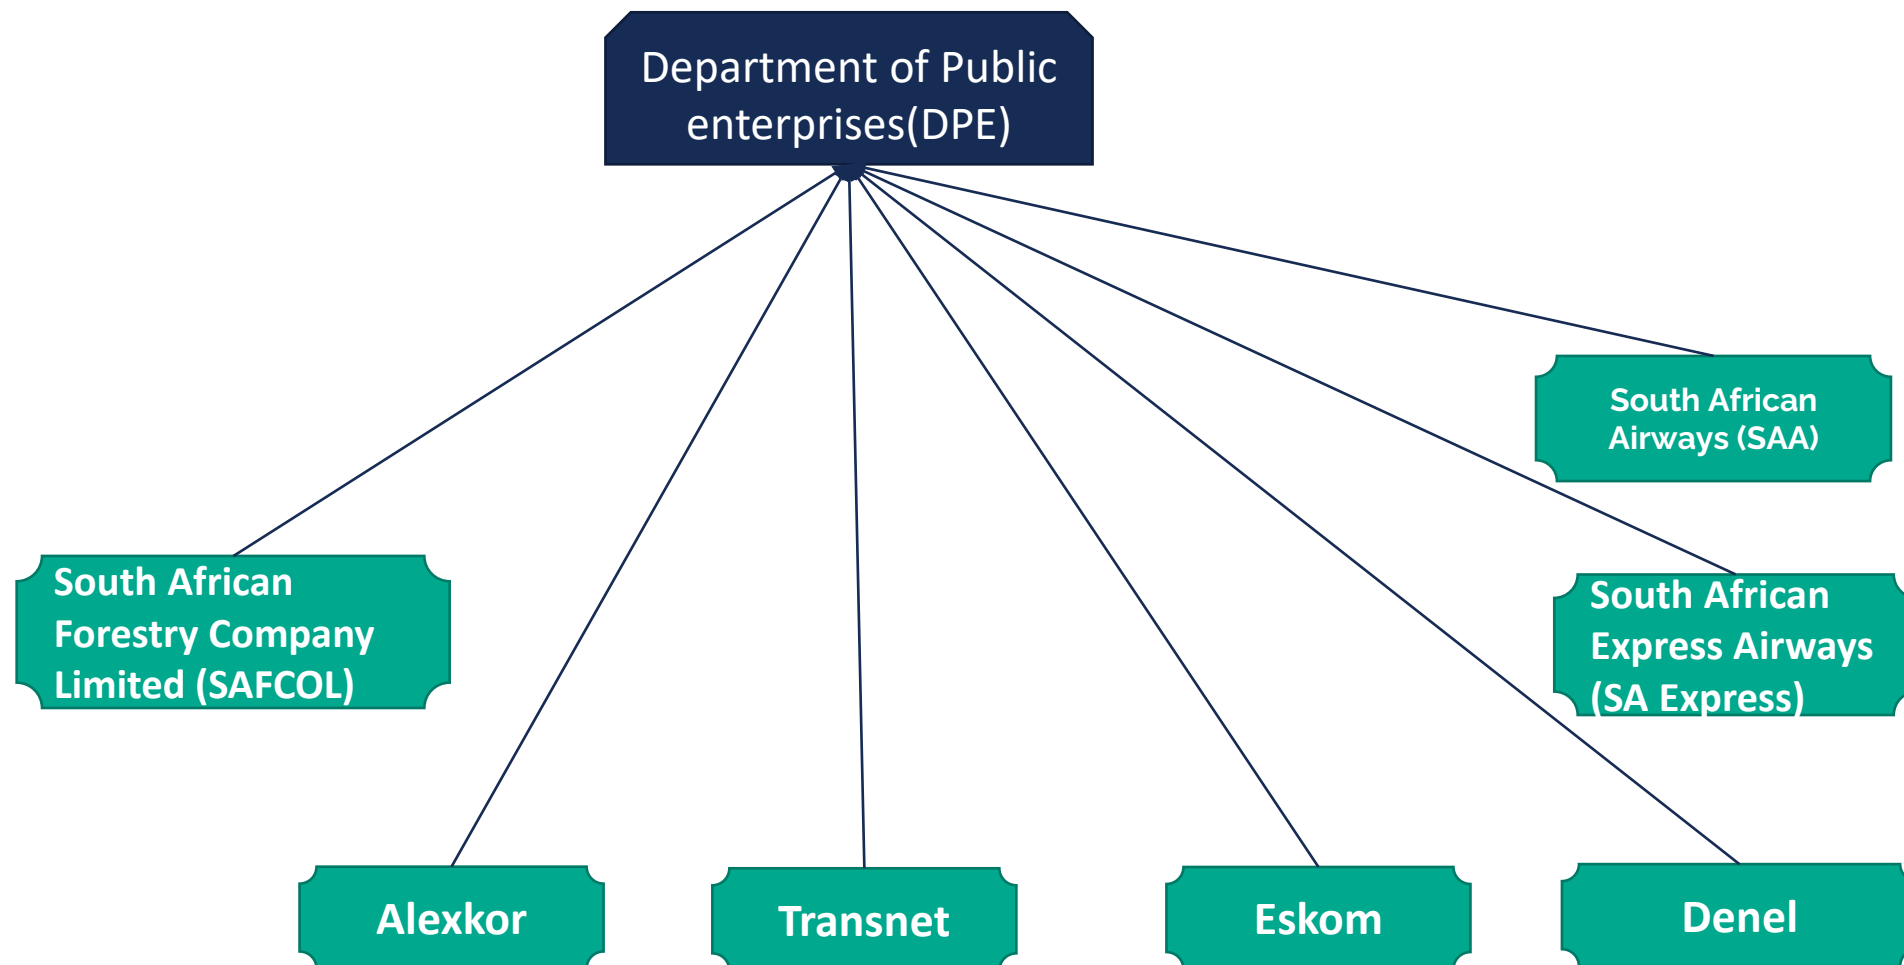 Department of Public
enterprises(DPE)
South African
Airways (SAA)
South African
Forestry Company
Limited (SAFCOL)
South African
Express Airways
(SA Express)
Alexkor
Transnet
Eskom
Denel